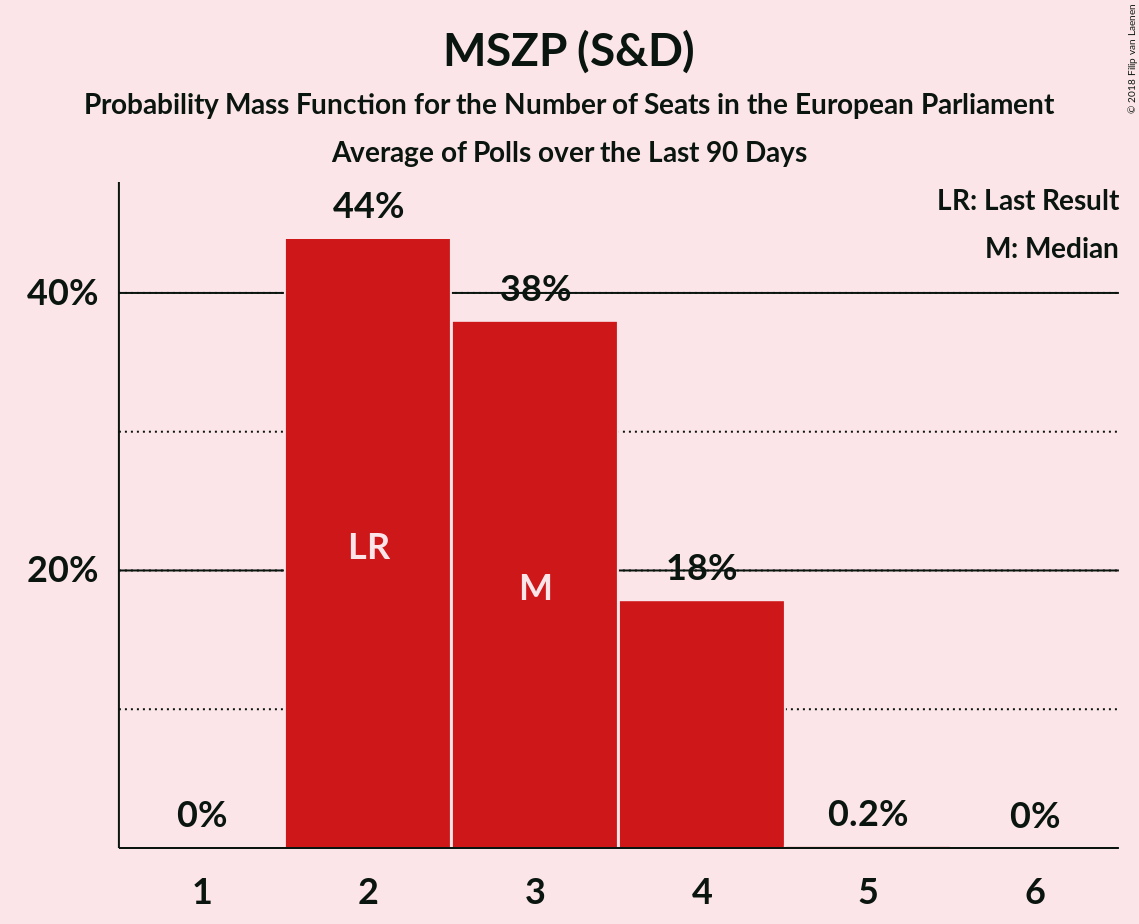 MSZP (S&D)
Probability Mass Function for the Number of Seats in the European Parliament
Average of Polls over the Last 90 Days
© 2018 Filip van Laenen
LR: Last Result
M: Median
44%
38%
40%
LR
M
18%
20%
0%
0.2%
0%
1 2 3 4 5 6